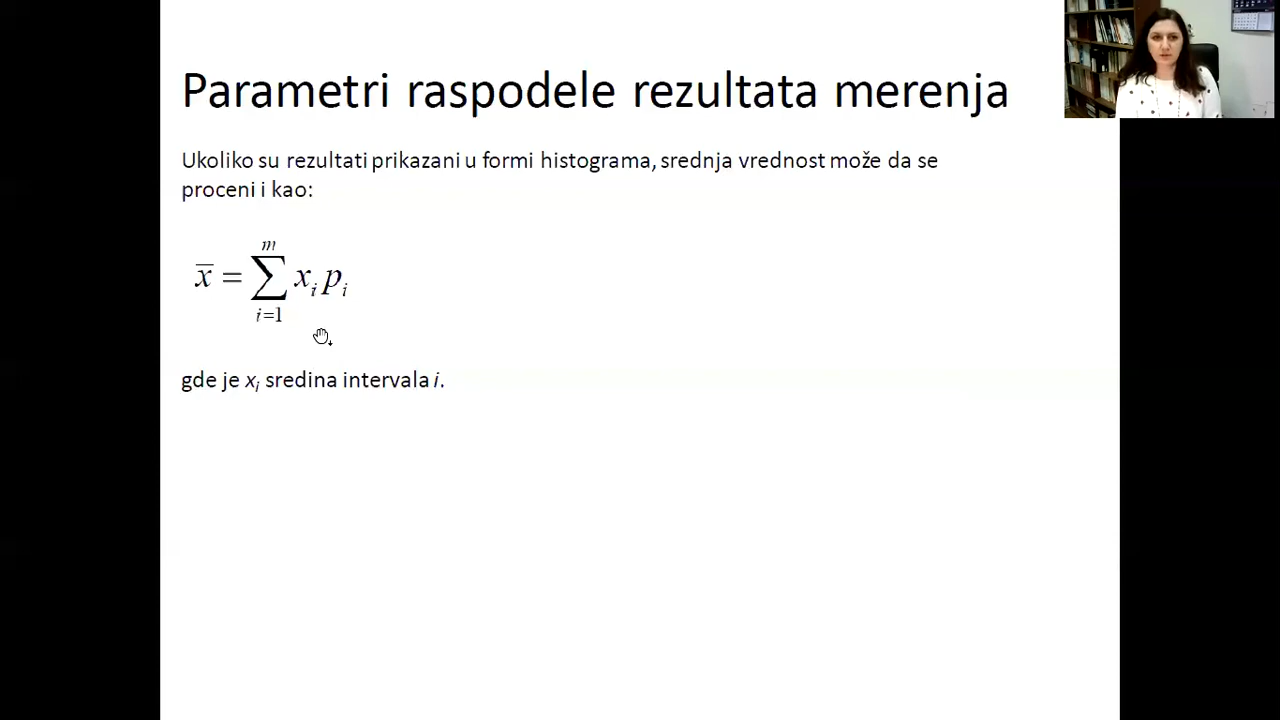 Parametri raspodele rezultata merenja
Ukoliko su rezultati prikazani u formi histograma, srednja vrednost može da se
proceni i kao:
x̄ = ∑_{i=1}^{m} x_i p_i
gde je x_i sredina intervala i.